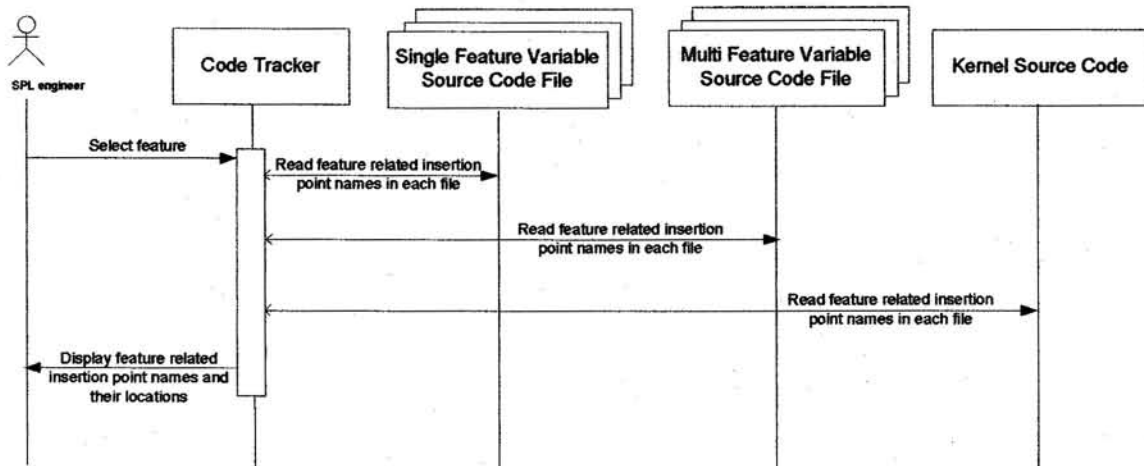 SPL engineer
Code Tracker
Single Feature Variable
Source Code File
Multi Feature Variable
Source Code File
Kernel Source Code
Select feature
Read feature related insertion
point names in each file
Read feature related insertion
point names in each file
Read feature related insertion
point names in each file
Display feature related
insertion point names and
their locations